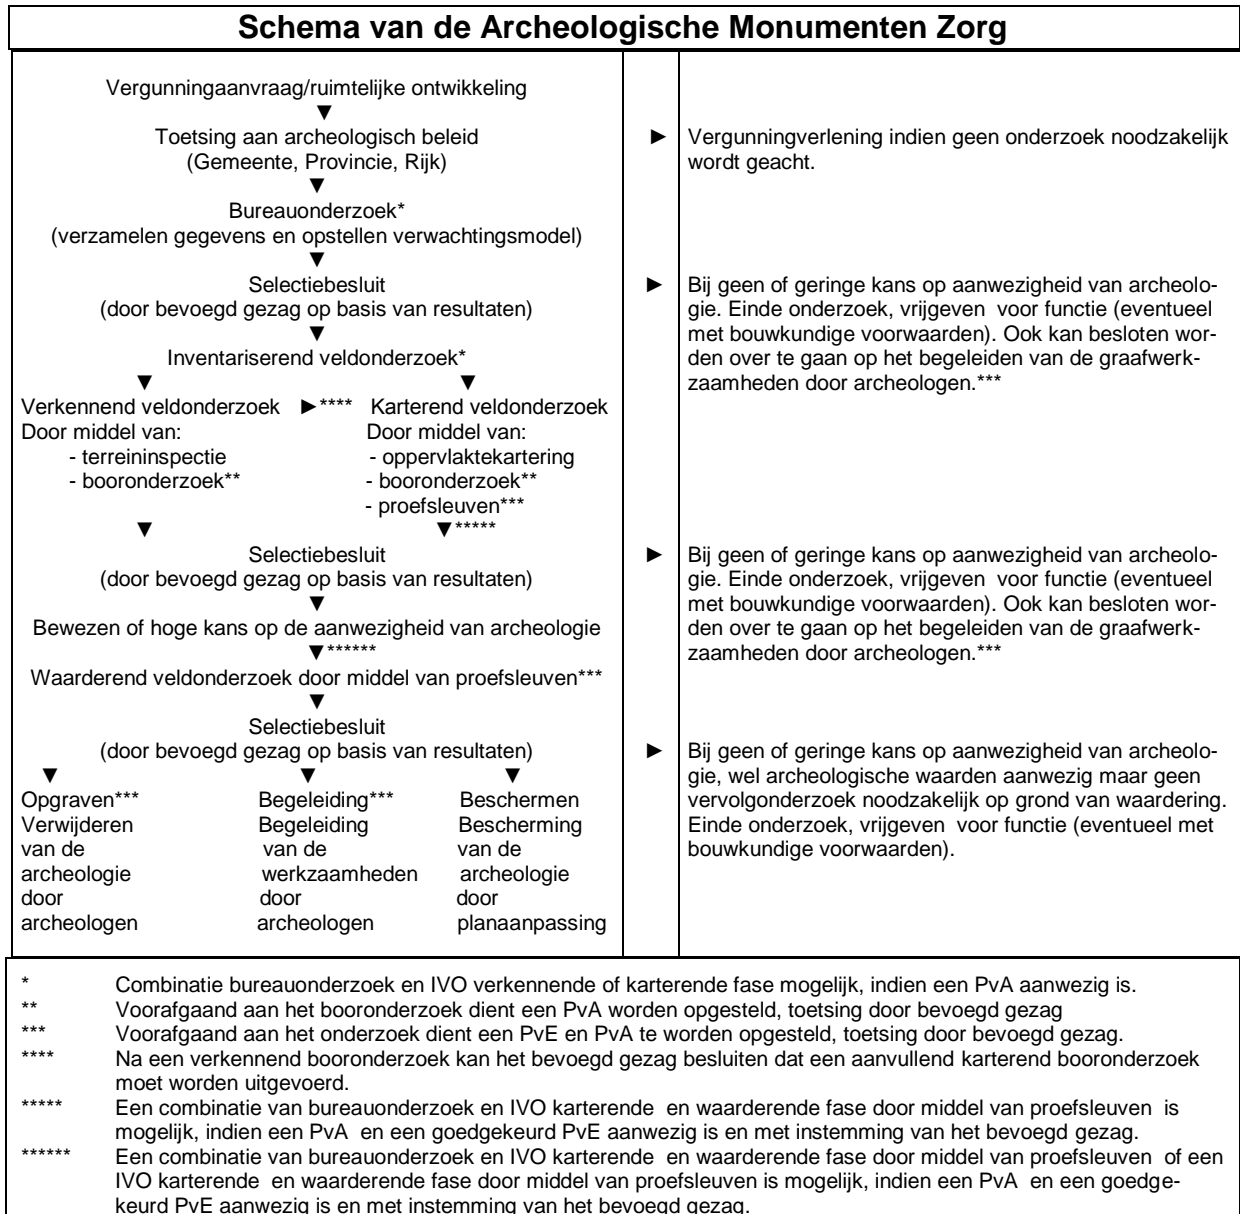 Schema van de Archeologische Monumenten Zorg
Vergunningaanvraag/ruimtelijke ontwikkeling
▼
Toetsing aan archeologisch beleid
(Gemeente, Provincie, Rijk)
► Vergunningverlening indien geen onderzoek noodzakelijk
wordt geacht.
▼
Bureauonderzoek*
(verzamelen gegevens en opstellen verwachtingsmodel)
▼
Selectiebesluit
(door bevoegd gezag op basis van resultaten)
► Bij geen of geringe kans op aanwezigheid van archeolo-
gie. Einde onderzoek, vrijgeven voor functie (eventueel
met bouwkundige voorwaarden). Ook kan besloten wor-
den over te gaan op het begeleiden van de graafwerk-
zaamheden door archeologen.***
▼
Inventariserend veldonderzoek*
▼ ▼
Verkennend veldonderzoek ►**** Karterend veldonderzoek
Door middel van: Door middel van:
- terreininspectie - oppervlaktekartering
- booronderzoek** - booronderzoek**
- proefsleuven***
▼ ▼*****
Selectiebesluit
(door bevoegd gezag op basis van resultaten)
► Bij geen of geringe kans op aanwezigheid van archeolo-
gie. Einde onderzoek, vrijgeven voor functie (eventueel
met bouwkundige voorwaarden). Ook kan besloten wor-
den over te gaan op het begeleiden van de graafwerk-
zaamheden door archeologen.***
▼
Bewezen of hoge kans op de aanwezigheid van archeologie
▼******
Waarderend veldonderzoek door middel van proefsleuven***
▼
Selectiebesluit
(door bevoegd gezag op basis van resultaten)
► Bij geen of geringe kans op aanwezigheid van archeolo-
gie, wel archeologische waarden aanwezig maar geen
vervolgonderzoek noodzakelijk op grond van waardering.
Einde onderzoek, vrijgeven voor functie (eventueel met
bouwkundige voorwaarden).
▼ ▼ ▼
Opgraven*** Begeleiding*** Beschermen
Verwijderen Begeleiding Bescherming
van de van de van de
archeologie werkzaamheden archeologie
door door door
archeologen archeologen planaanpassing
* Combinatie bureauonderzoek en IVO verkennende of karterende fase mogelijk, indien een PvA aanwezig is.
** Voorafgaand aan het booronderzoek dient een PvA worden opgesteld, toetsing door bevoegd gezag
*** Voorafgaand aan het onderzoek dient een PvE en PvA te worden opgesteld, toetsing door bevoegd gezag.
**** Na een verkennend booronderzoek kan het bevoegd gezag besluiten dat een aanvullend karterend booronderzoek
moet worden uitgevoerd.
***** Een combinatie van bureauonderzoek en IVO karterende en waarderende fase door middel van proefsleuven is
mogelijk, indien een PvA en een goedgekeurd PvE aanwezig is en met instemming van het bevoegd gezag.
****** Een combinatie van bureauonderzoek en IVO karterende en waarderende fase door middel van proefsleuven of een
IVO karterende en waarderende fase door middel van proefsleuven is mogelijk, indien een PvA en een goedge-
keurd PvE aanwezig is en met instemming van het bevoegd gezag.